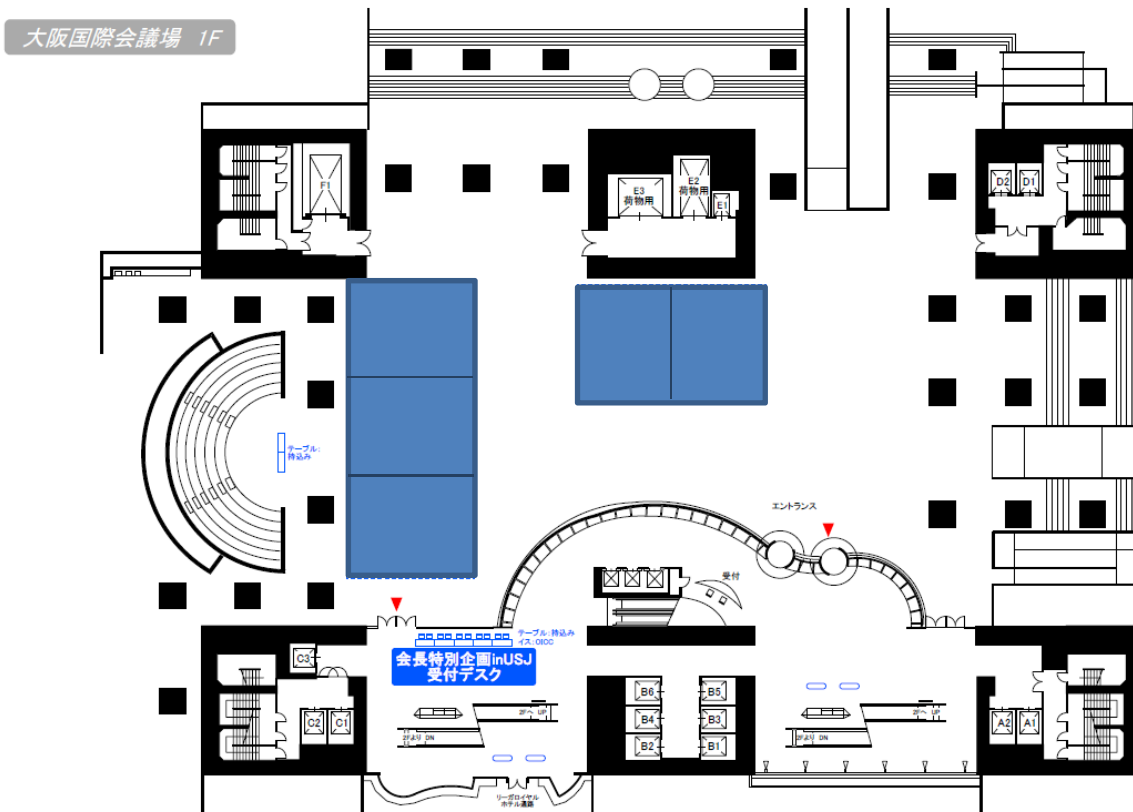 大阪国際会議場 1F
F1
E3
荷物用
E2
荷物用
E1
D2
D1
テーブル:
持込み
エントランス
受付
テーブル:持込み
イス:OICC
会長特別企画inUSJ
受付デスク
C3
C2
C1
2Fへ UP
2Fより DN
B6
B5
B4
B3
B2
B1
2Fへ UP
2Fより DN
A2
A1
リーガロイヤル
ホテル通路